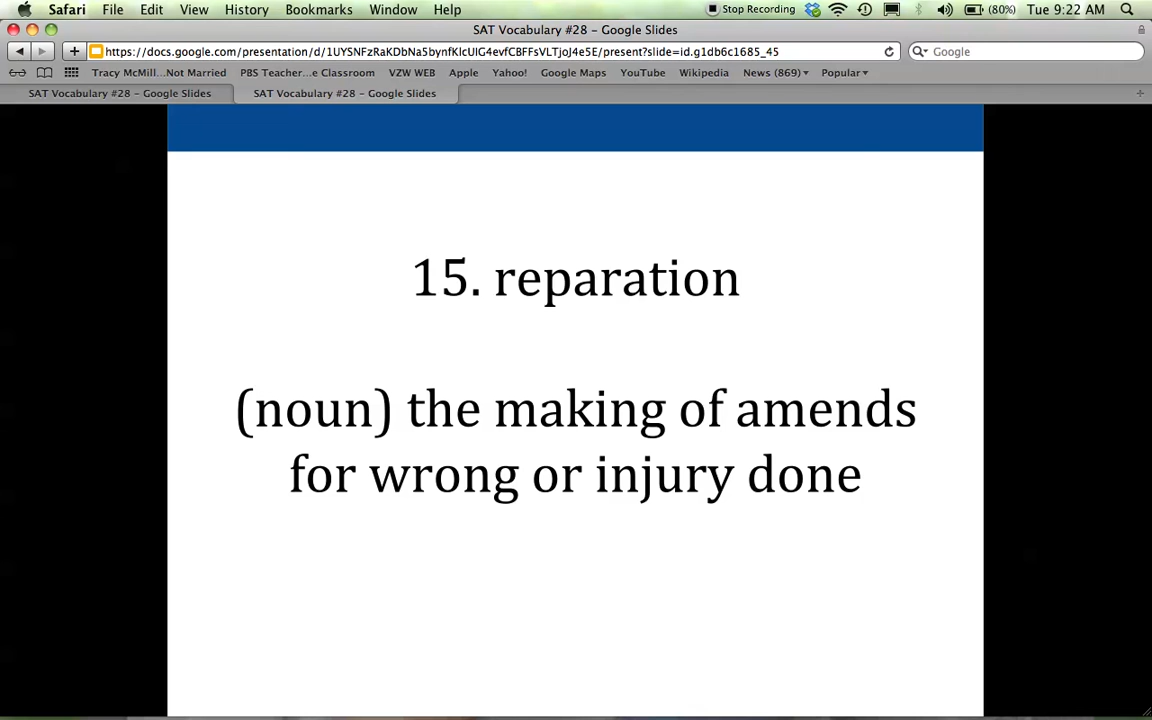 Safari File Edit View History Bookmarks Window Help Stop Recording (80%) Tue 9:22 AM
SAT Vocabulary #28 – Google Slides
https://docs.google.com/presentation/d/1UYSNFzRaKDbNa5bynfKlcUIG4evfCBFFsVLTjoJ4e5E/present?slide=id.g1db6c1685_45 Google
Tracy McMill...Not Married PBS Teacher...e Classroom VZW WEB Apple Yahoo! Google Maps YouTube Wikipedia News (869) Popular
SAT Vocabulary #28 – Google Slides SAT Vocabulary #28 – Google Slides
15. reparation
(noun) the making of amends
for wrong or injury done